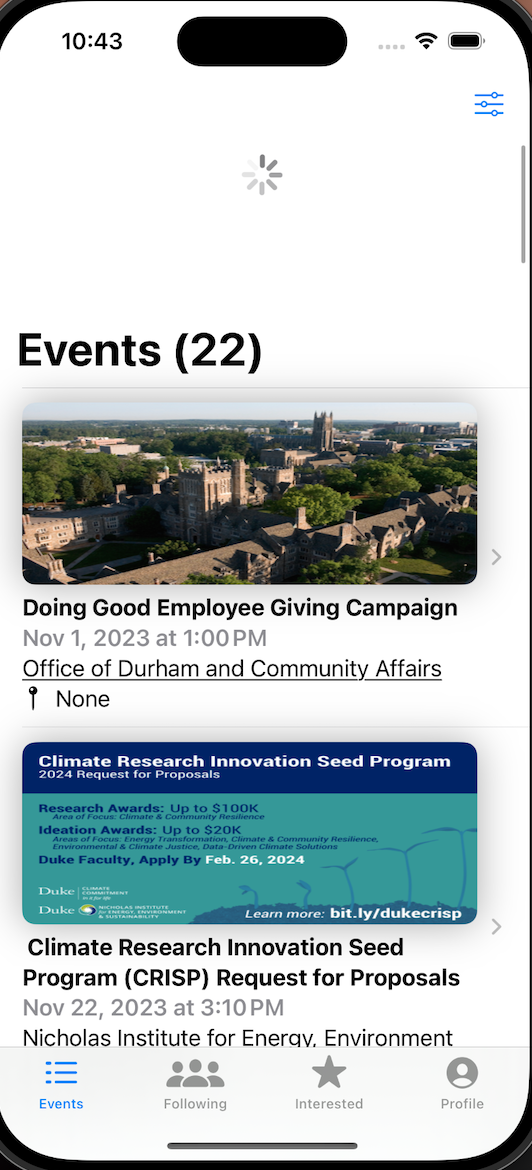 10:43
Events (22)
Doing Good Employee Giving Campaign
Nov 1, 2023 at 1:00 PM
Office of Durham and Community Affairs
None
Climate Research Innovation Seed Program
2024 Request for Proposals
Research Awards: Up to $100K
Area of Focus: Climate & Community Resilience
Ideation Awards: Up to $20K
Areas of Focus: Energy Transformation, Climate & Community Resilience,
Environmental & Climate Justice, Data-Driven Climate Solutions
Duke Faculty, Apply By Feb. 26, 2024
Duke CLIMATE
COMMITMENT
Duke NICHOLAS INSTITUTE
for ENERGY, ENVIRONMENT
& SUSTAINABILITY
Learn more: bit.ly/dukecrisp
Climate Research Innovation Seed
Program (CRISP) Request for Proposals
Nov 22, 2023 at 3:10 PM
Nicholas Institute for Energy, Environment
Events
Following
Interested
Profile